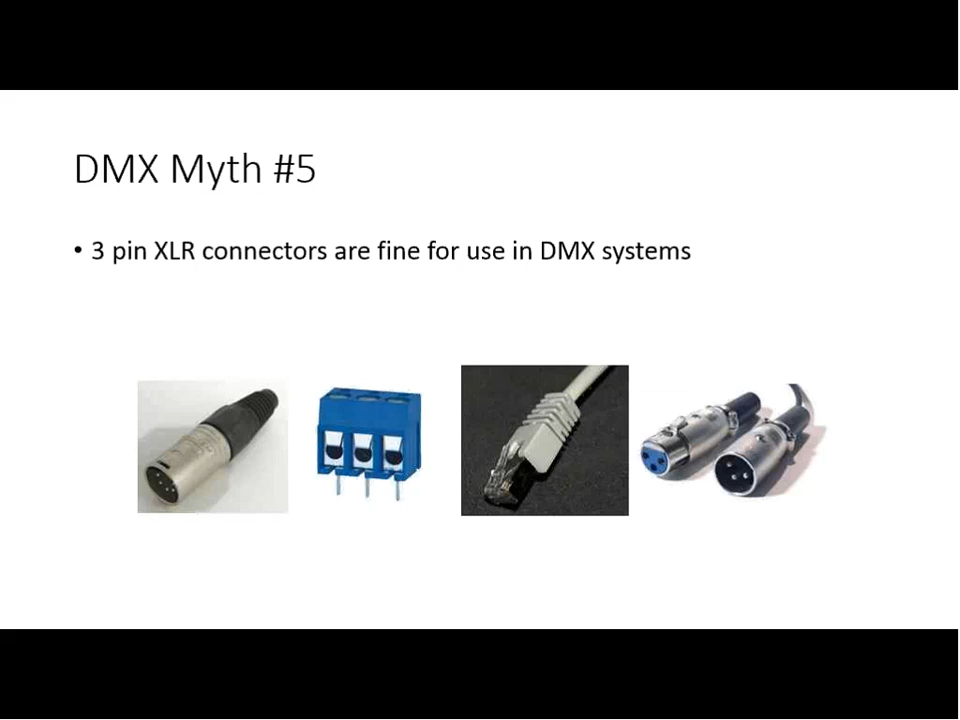 DMX Myth #5
• 3 pin XLR connectors are fine for use in DMX systems